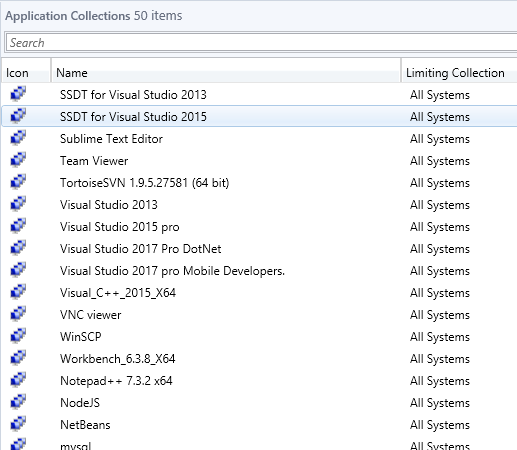 Application Collections 50 items
Search
Icon Name Limiting Collection
SSDT for Visual Studio 2013 All Systems
SSDT for Visual Studio 2015 All Systems
Sublime Text Editor All Systems
Team Viewer All Systems
TortoiseSVN 1.9.5.27581 (64 bit) All Systems
Visual Studio 2013 All Systems
Visual Studio 2015 pro All Systems
Visual Studio 2017 Pro DotNet All Systems
Visual Studio 2017 pro Mobile Developers. All Systems
Visual_C++_2015_X64 All Systems
VNC viewer All Systems
WinSCP All Systems
Workbench_6.3.8_X64 All Systems
Notepad++ 7.3.2 x64 All Systems
NodeJS All Systems
NetBeans All Systems
mysql All Systems